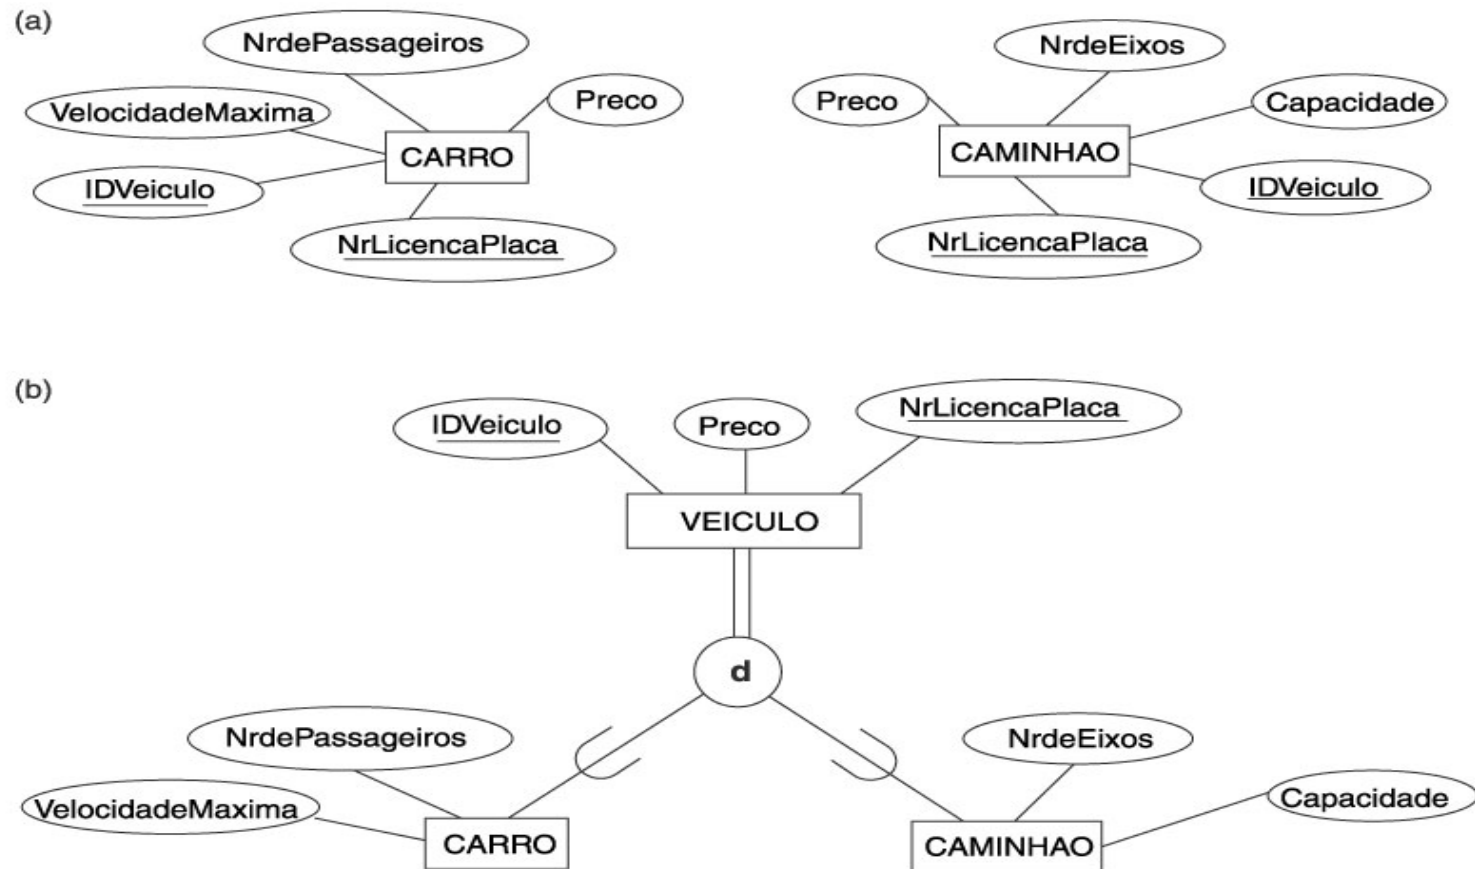 (a)
NrdePassageiros
NrdeEixos
VelocidadeMaxima
Preco
Preco
Capacidade
CARRO
CAMINHAO
IDVeiculo
IDVeiculo
NrLicencaPlaca
NrLicencaPlaca
(b)
IDVeiculo
Preco
NrLicencaPlaca
VEICULO
d
NrdePassageiros
NrdeEixos
VelocidadeMaxima
Capacidade
CARRO
CAMINHAO